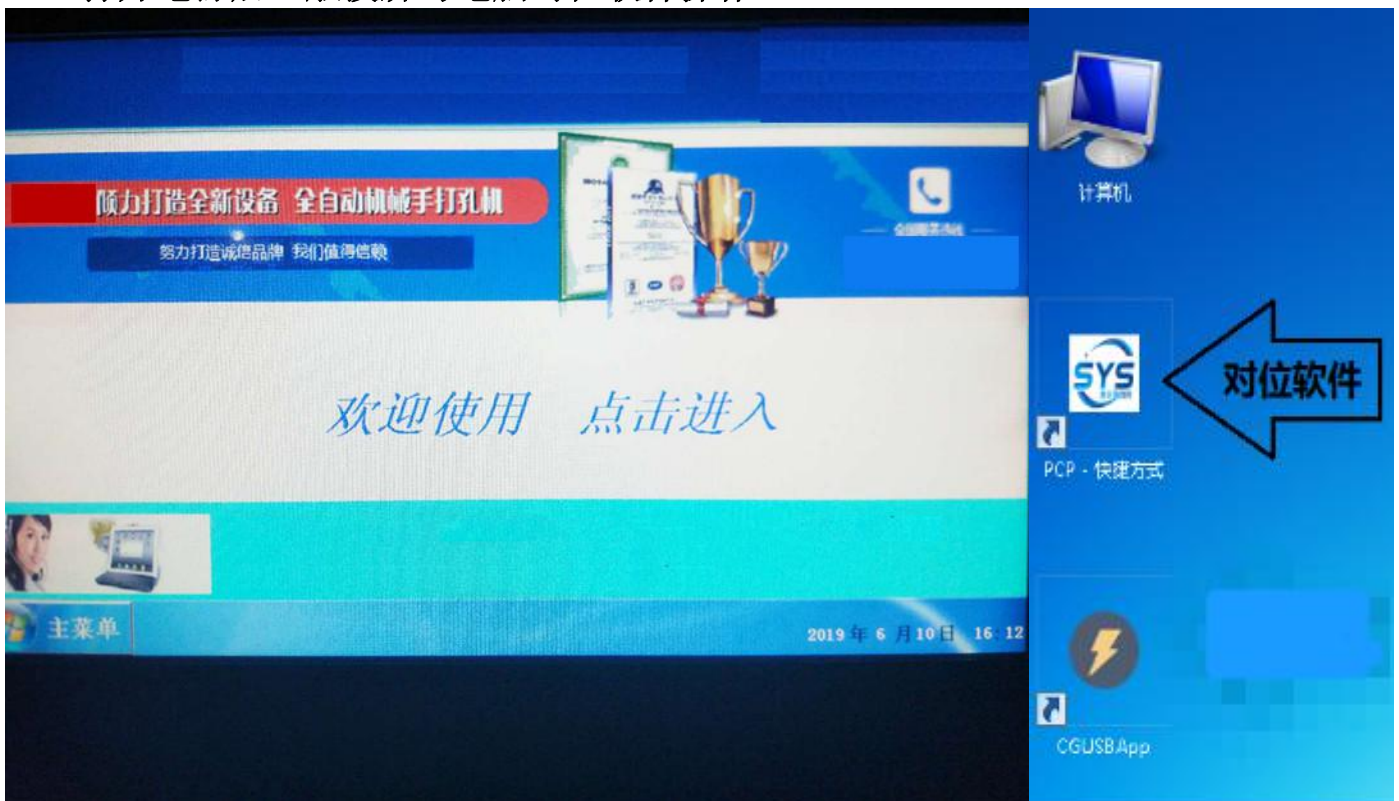 倾力打造全新设备 全自动机械手打孔机
努力打造诚信品牌 我们值得信赖
欢迎使用 点击进入
主菜单
2019 年 6 月 10 日 16:12
计算机
SYS
对位软件
PCP - 快捷方式
CGUSBApp